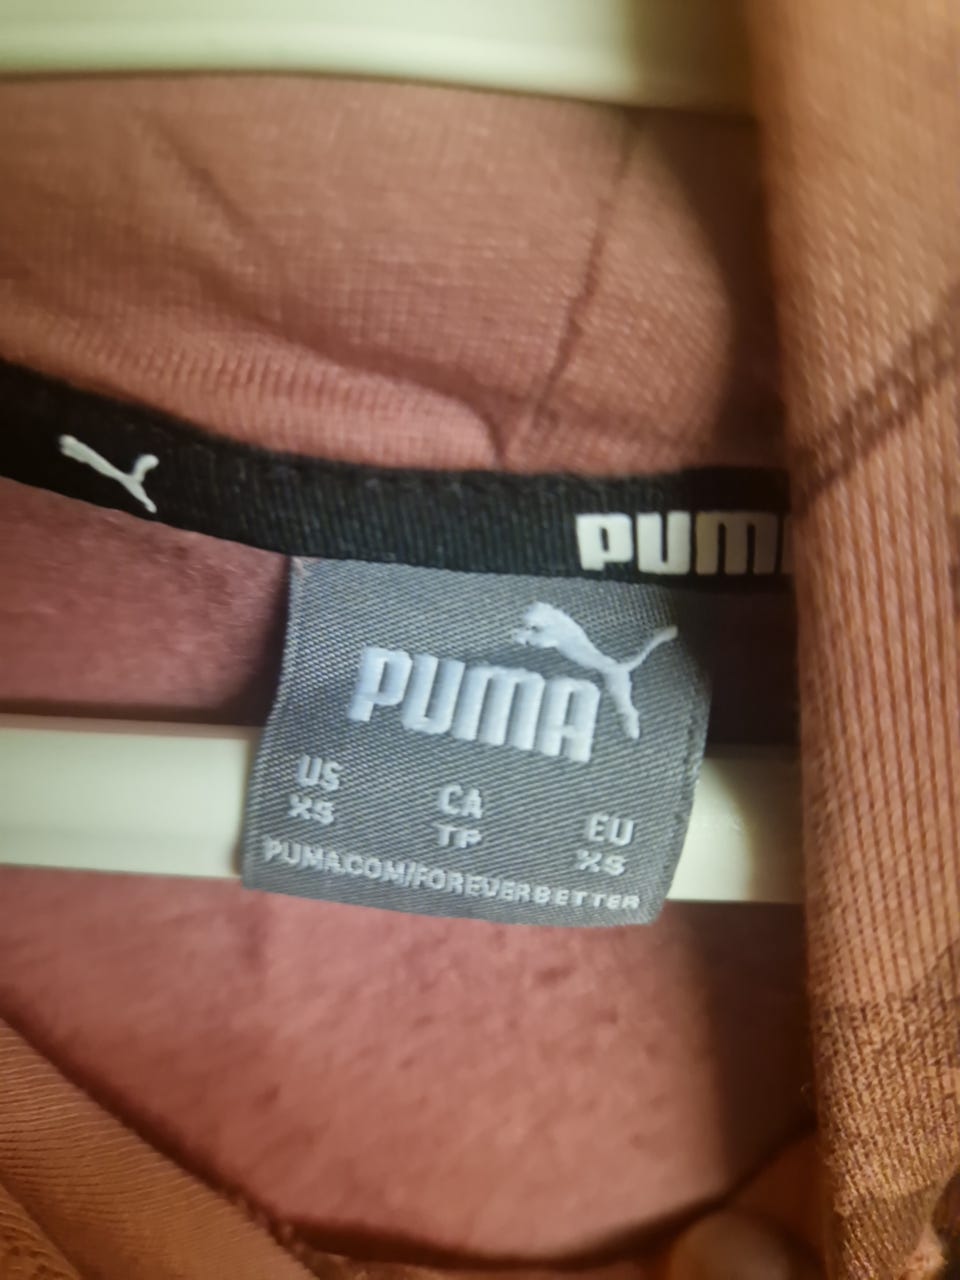 PUM
PUMA
US CA EU
XS TP XS
PUMA.COM/FOREVERBETTER